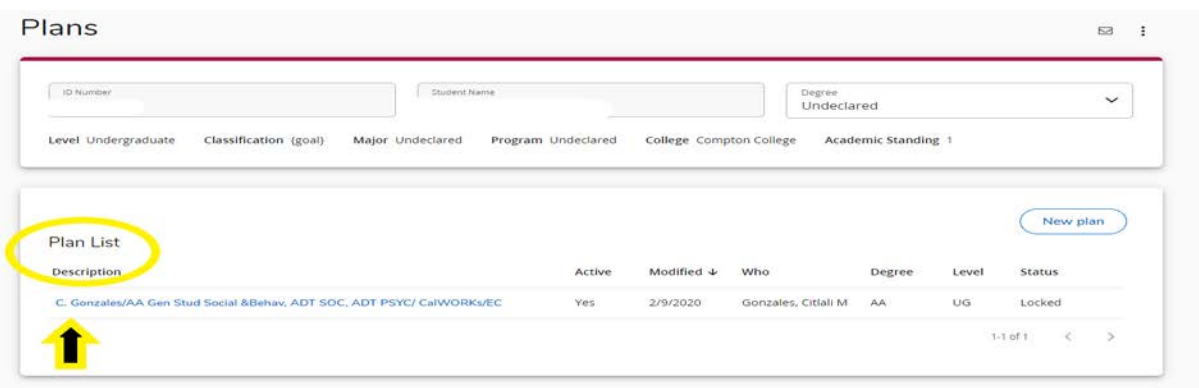 Plans
ID Number
Student Name
Degree
Undeclared
Level Undergraduate Classification (goal) Major Undeclared Program Undeclared College Compton College Academic Standing 1
New plan
Plan List
Description Active Modified ↓ Who Degree Level Status
C. Gonzales/AA Gen Stud Social &Behav, ADT SOC, ADT PSYC/ CalWORKs/EC Yes 2/9/2020 Gonzales, Citlali M AA UG Locked
1-1 of 1 < >